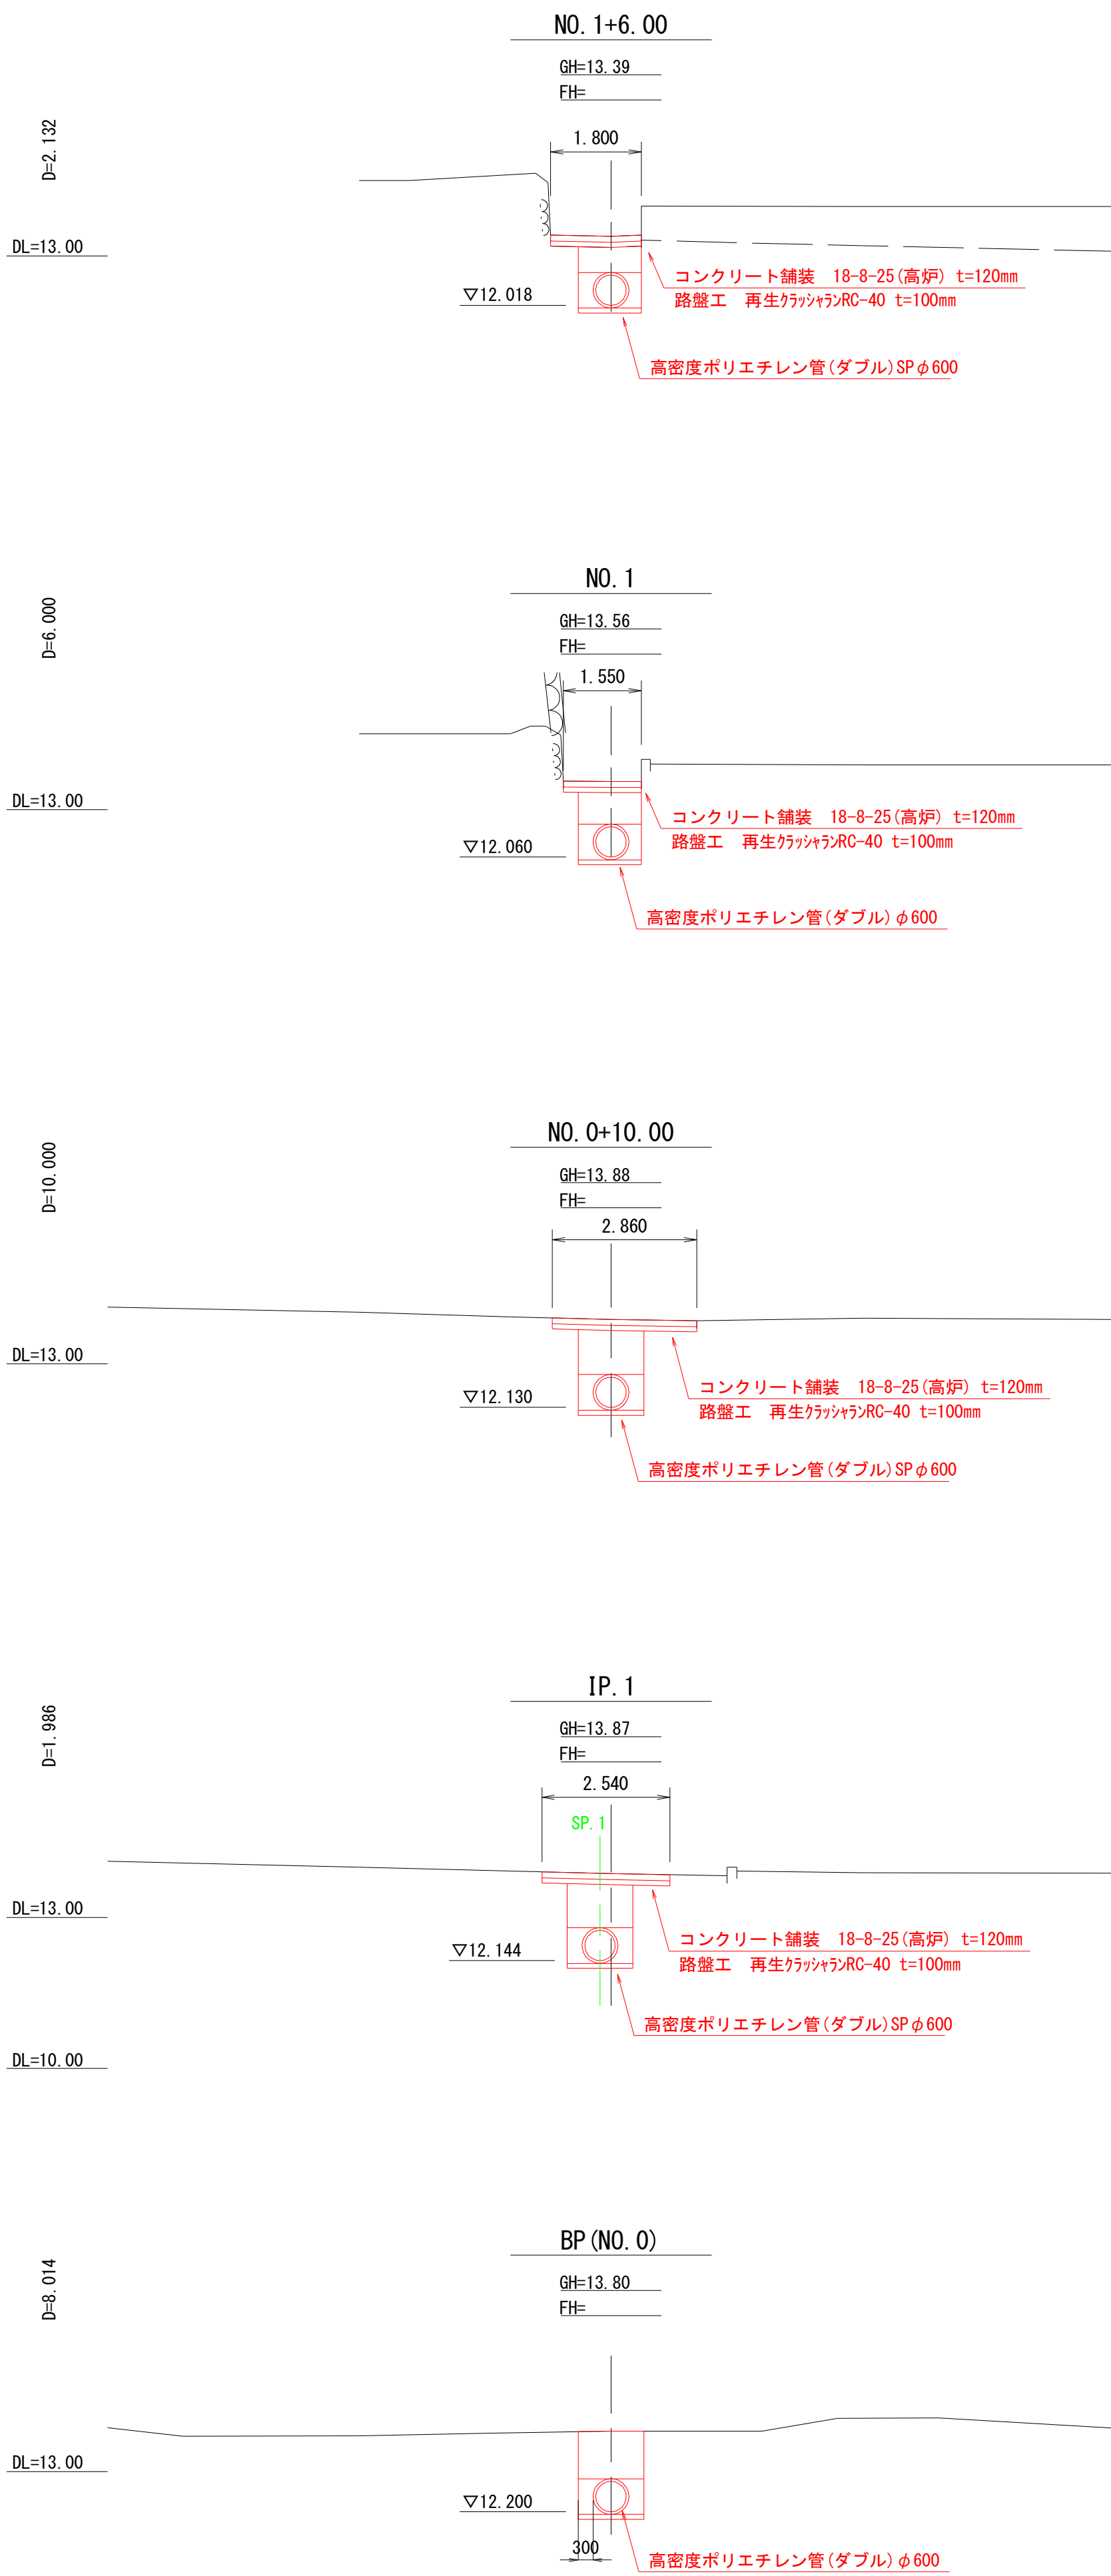 NO. 1+6.00
GH=13.39
FH=
D=2.132
1.800
DL=13.00
コンクリート舗装　18-8-25(高炉) t=120mm
▽12.018
路盤工　再生ｸﾗｯｼｬﾗﾝRC-40 t=100mm
高密度ポリエチレン管(ダブル)SPφ600
NO. 1
D=6.000
GH=13.56
FH=
1.550
DL=13.00
コンクリート舗装　18-8-25(高炉) t=120mm
路盤工　再生ｸﾗｯｼｬﾗﾝRC-40 t=100mm
▽12.060
高密度ポリエチレン管(ダブル)φ600
NO. 0+10.00
D=10.000
GH=13.88
FH=
2.860
DL=13.00
コンクリート舗装　18-8-25(高炉) t=120mm
▽12.130
路盤工　再生ｸﾗｯｼｬﾗﾝRC-40 t=100mm
高密度ポリエチレン管(ダブル)SPφ600
IP. 1
D=1.986
GH=13.87
FH=
2.540
SP. 1
DL=13.00
コンクリート舗装　18-8-25(高炉) t=120mm
▽12.144
路盤工　再生ｸﾗｯｼｬﾗﾝRC-40 t=100mm
高密度ポリエチレン管(ダブル)SPφ600
DL=10.00
BP(NO. 0)
D=8.014
GH=13.80
FH=
DL=13.00
▽12.200
300
高密度ポリエチレン管(ダブル)φ600